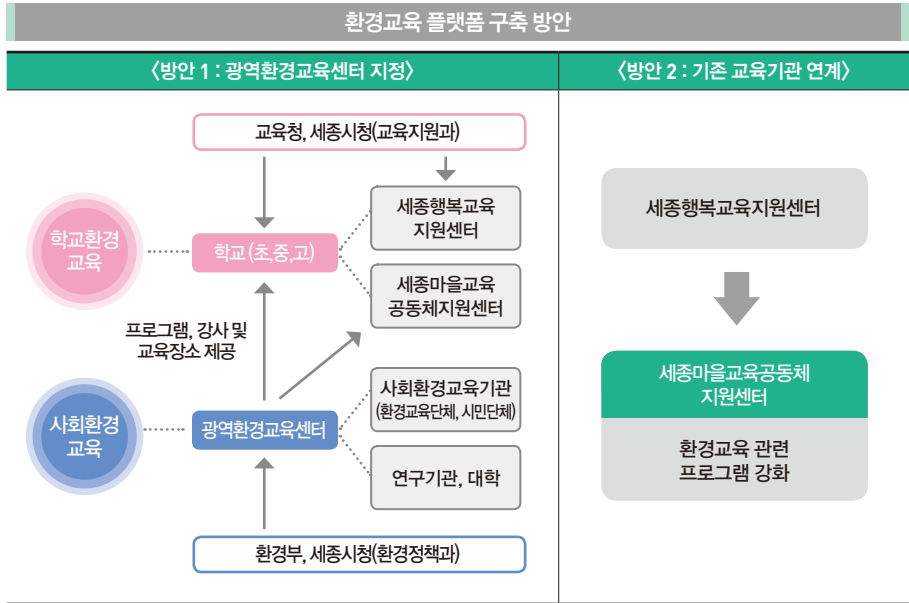 환경교육 플랫폼 구축 방안
〈방안 1 : 광역환경교육센터 지정〉
교육청, 세종시청(교육지원과)
학교환경
교육
학교 (초,중,고)
세종행복교육
지원센터
세종마을교육
공동체지원센터
프로그램, 강사 및
교육장소 제공
사회환경
교육
광역환경교육센터
사회환경교육기관
(환경교육단체, 시민단체)
연구기관, 대학
환경부, 세종시청(환경정책과)
〈방안 2 : 기존 교육기관 연계〉
세종행복교육지원센터
세종마을교육공동체
지원센터
환경교육 관련
프로그램 강화